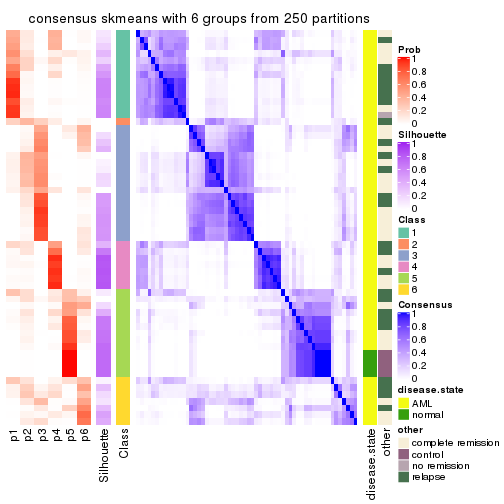 consensus skmeans with 6 groups from 250 partitions
Prob
1
0.8
0.6
0.4
0.2
0
Silhouette
1
0.8
0.6
0.4
0.2
0
Class
1
2
3
4
5
6
Consensus
1
0.8
0.6
0.4
0.2
0
disease.state
AML
normal
other
complete remission
control
no remission
relapse
p1
p2
p3
p4
p5
p6
Silhouette
Class
disease.state
other